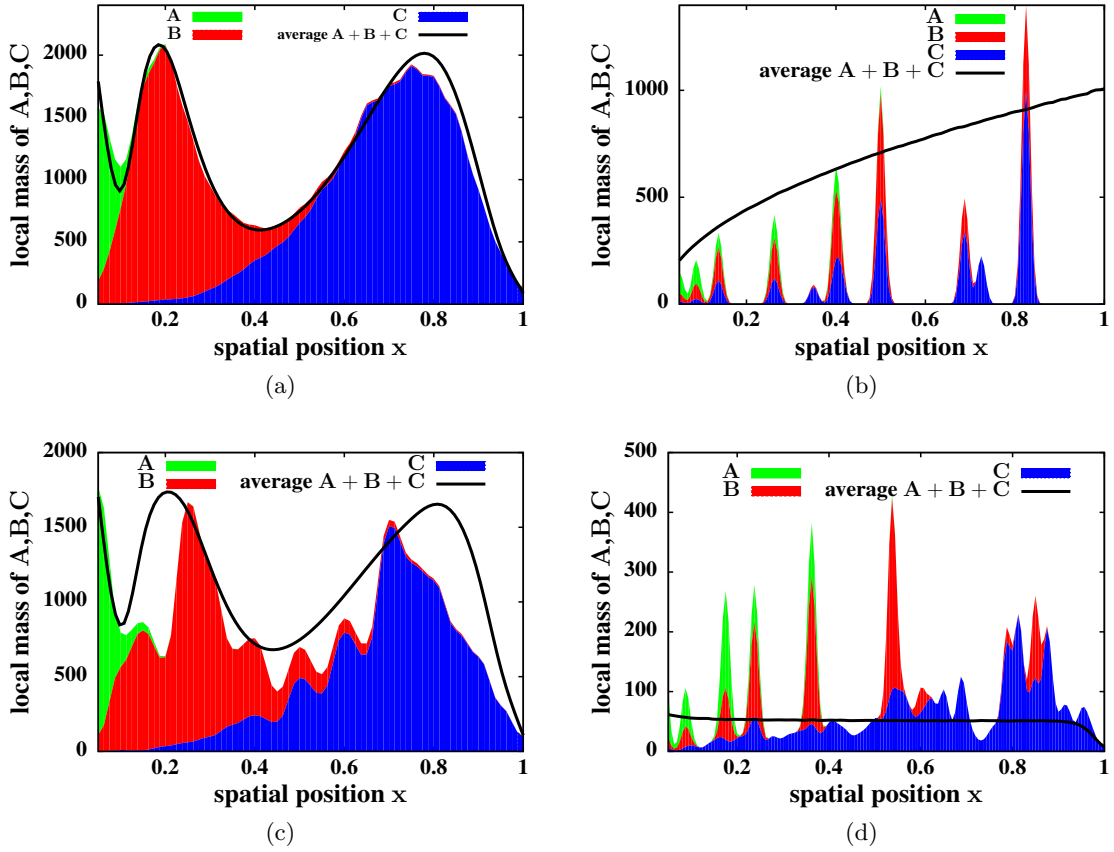 A
B
C
average A + B + C
2000
1500
1000
500
0
local mass of A,B,C
0.2 0.4 0.6 0.8 1
spatial position x
(a)
A
B
C
average A + B + C
1000
500
0
local mass of A,B,C
0.2 0.4 0.6 0.8 1
spatial position x
(b)
A
B
C
average A + B + C
2000
1500
1000
500
0
local mass of A,B,C
0.2 0.4 0.6 0.8 1
spatial position x
(c)
A
B
C
average A + B + C
500
400
300
200
100
0
local mass of A,B,C
0.2 0.4 0.6 0.8 1
spatial position x
(d)